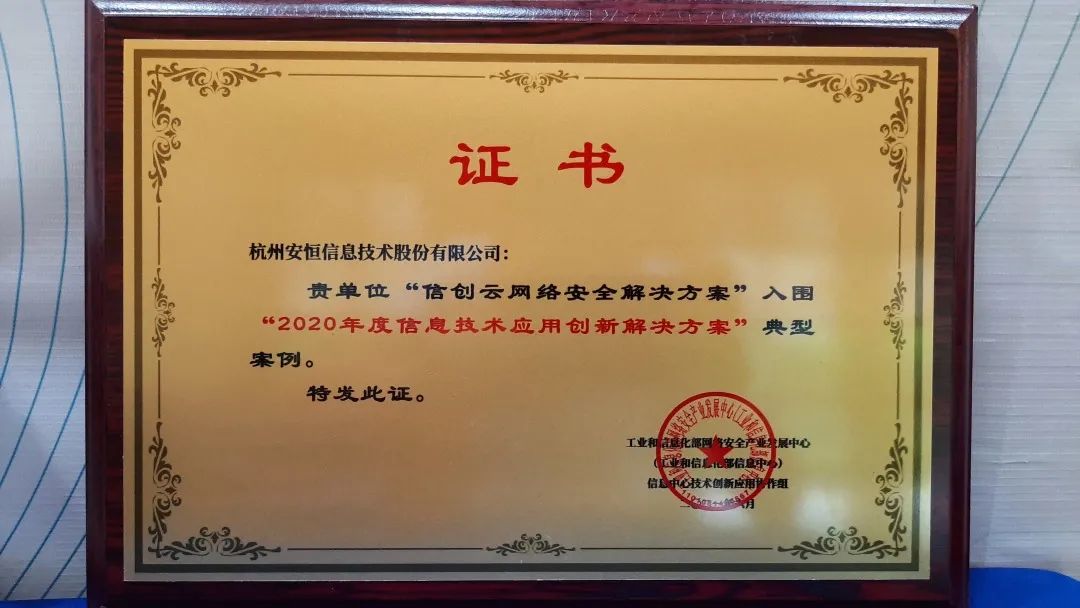 证书
杭州安恒信息技术股份有限公司：
贵单位“信创云网络安全解决方案”入围
“2020年度信息技术应用创新解决方案”典型
案例。
特发此证。
工业和信息化部网络安全产业发展中心
（工业和信息化部信息中心）
信息中心技术创新应用协作组